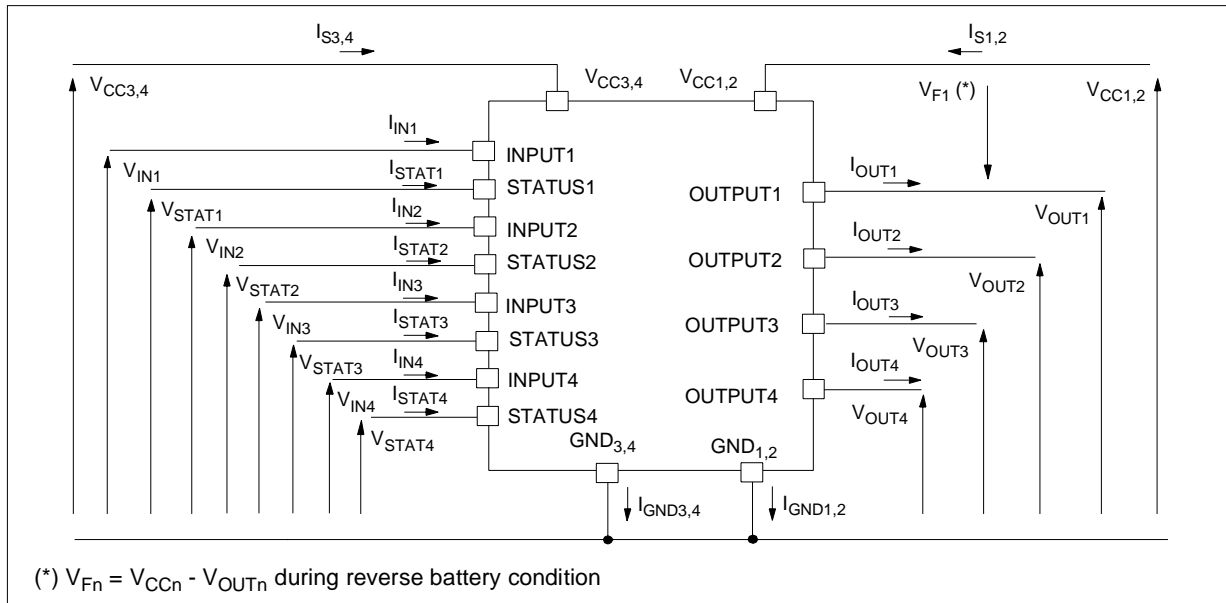 I_S3,4
I_S1,2
V_CC3,4
V_CC3,4
V_CC1,2
V_F1 (*)
V_CC1,2
I_IN1
INPUT1
V_IN1
I_STAT1
STATUS1
V_STAT1
I_IN2
INPUT2
V_IN2
I_STAT2
STATUS2
V_STAT2
I_IN3
INPUT3
V_IN3
I_STAT3
STATUS3
V_STAT3
I_IN4
INPUT4
V_IN4
I_STAT4
STATUS4
V_STAT4
OUTPUT1
I_OUT1
V_OUT1
OUTPUT2
I_OUT2
V_OUT2
OUTPUT3
I_OUT3
V_OUT3
OUTPUT4
I_OUT4
V_OUT4
GND_3,4
GND_1,2
I_GND3,4
I_GND1,2
(*) V_Fn = V_CCn - V_OUTn during reverse battery condition